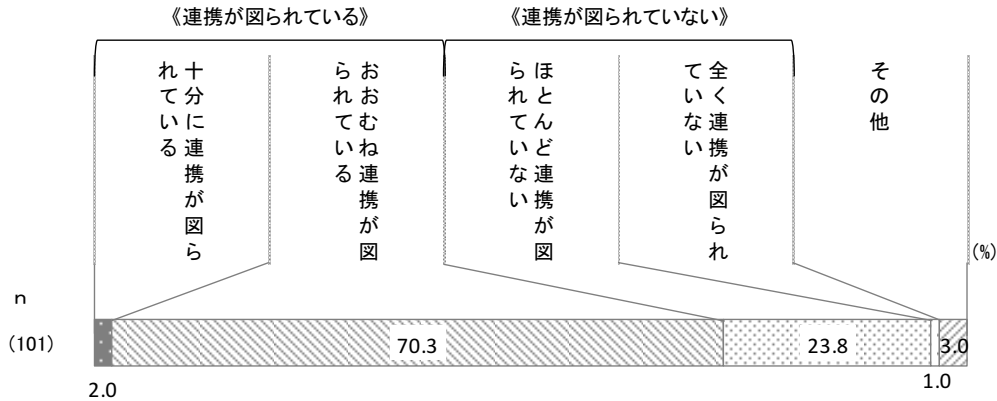 《連携が図られている》
《連携が図られていない》
十分に連携が図ら
れている
おおむね連携が図
られている
ほとんど連携が図
られていない
全く連携が図られ
ていない
その他
(%)
n
(101)
70.3
23.8
3.0
2.0
1.0